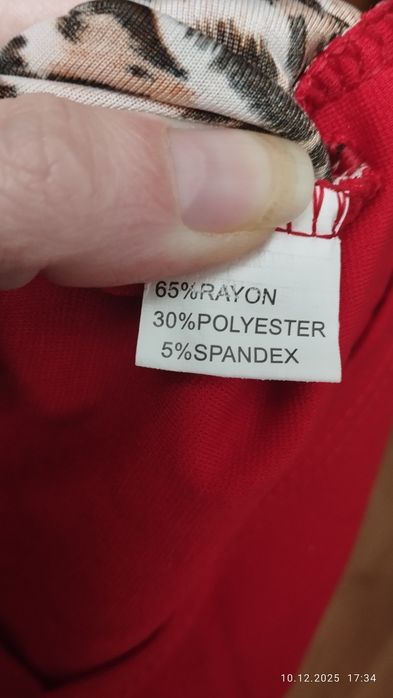 65%RAYON
30%POLYESTER
5%SPANDEX
10.12.2025 17:34